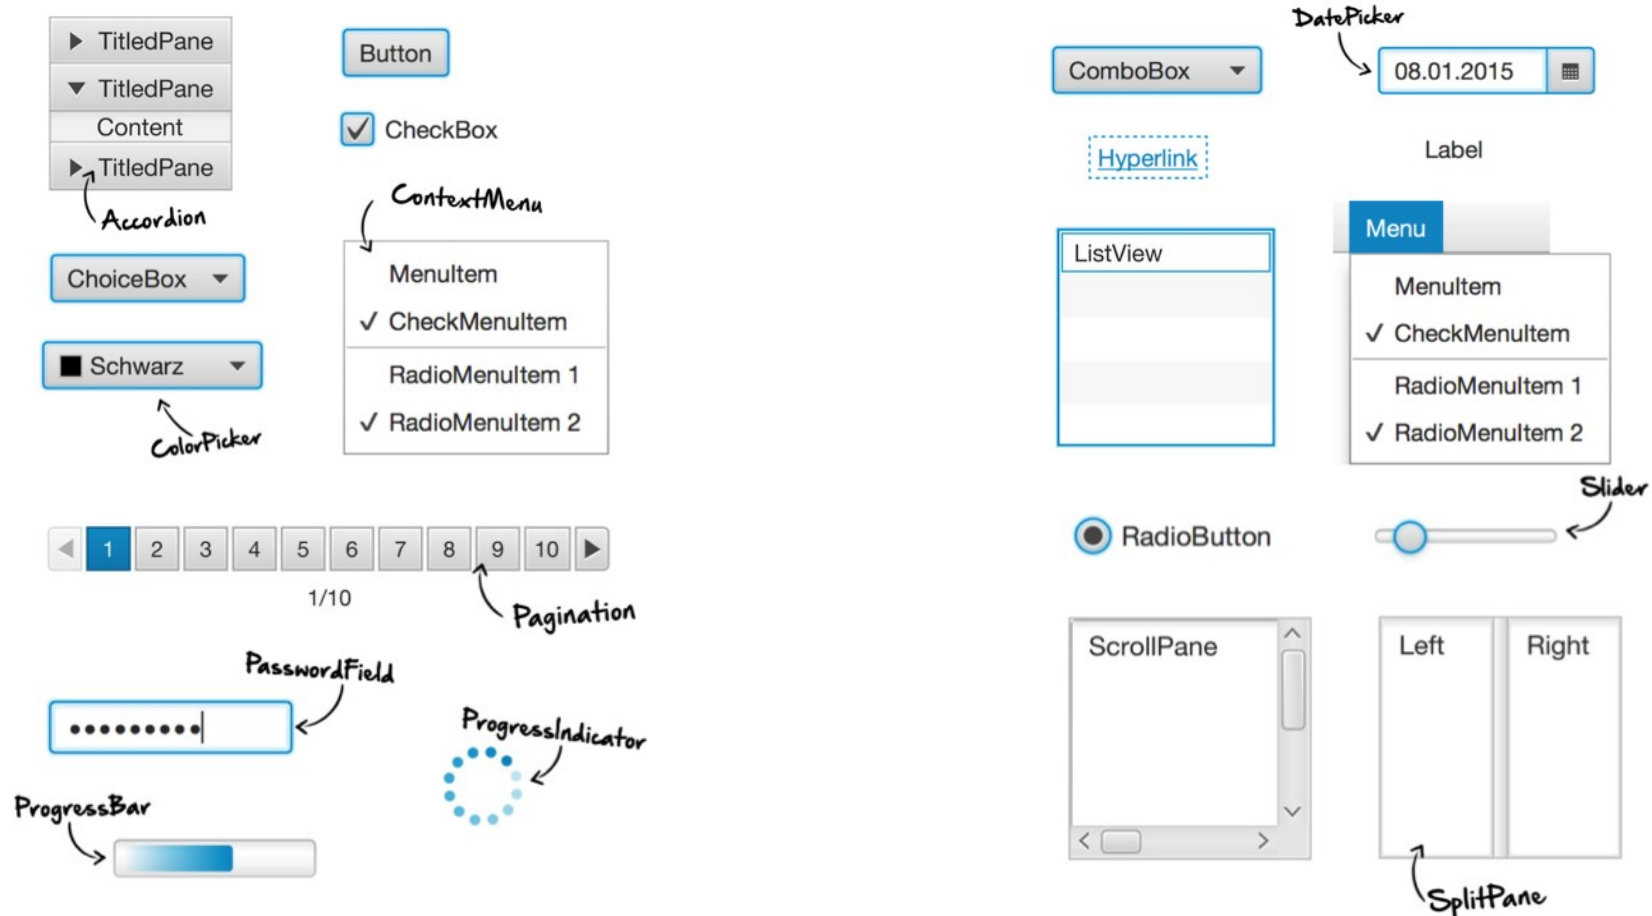 TitledPane
TitledPane
Content
TitledPane
Accordion
Button
CheckBox
ContextMenu
MenuItem
CheckMenuItem
RadioMenuItem 1
RadioMenuItem 2
ChoiceBox
Schwarz
ColorPicker
1 2 3 4 5 6 7 8 9 10
1/10
Pagination
PasswordField
ProgressIndicator
ProgressBar
DatePicker
ComboBox
08.01.2015
Hyperlink
Label
ListView
Menu
MenuItem
CheckMenuItem
RadioMenuItem 1
RadioMenuItem 2
Slider
RadioButton
ScrollPane
Left
Right
SplitPane